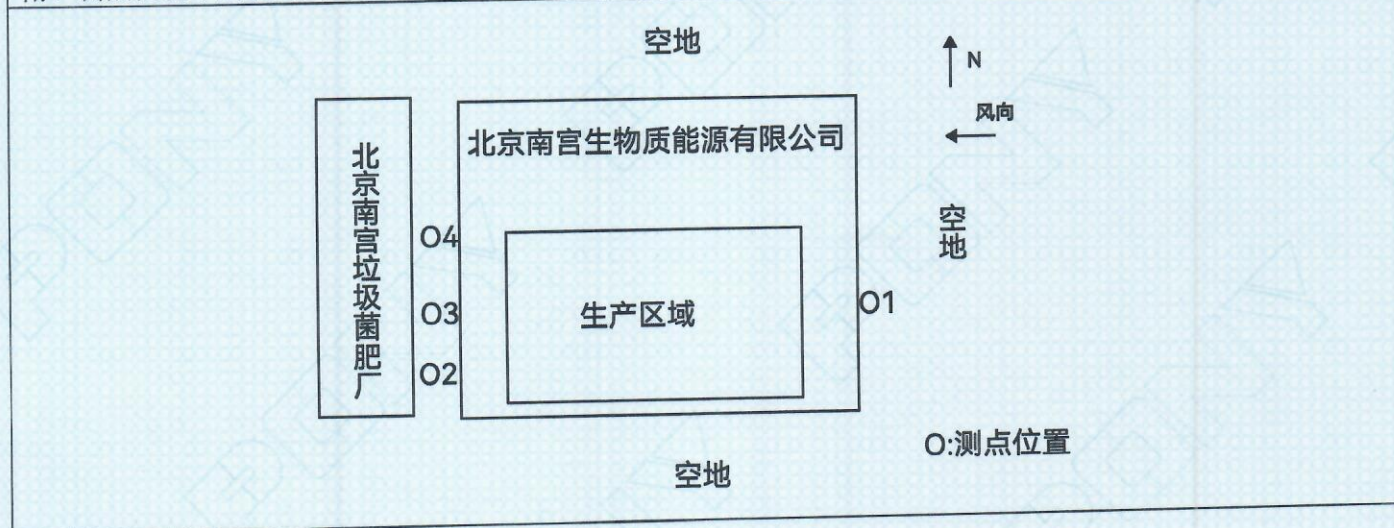 空地
N
风向
北京南宫生物质能源有限公司
北京南宫垃圾菌肥厂
O4
空地
O3
生产区域
O1
O2
O:测点位置
空地